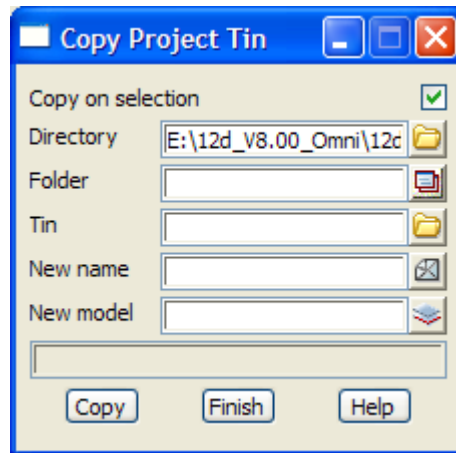 Copy Project Tin
Copy on selection
Directory E:\12d_V8.00_Omni\12d
Folder
Tin
New name
New model
Copy Finish Help